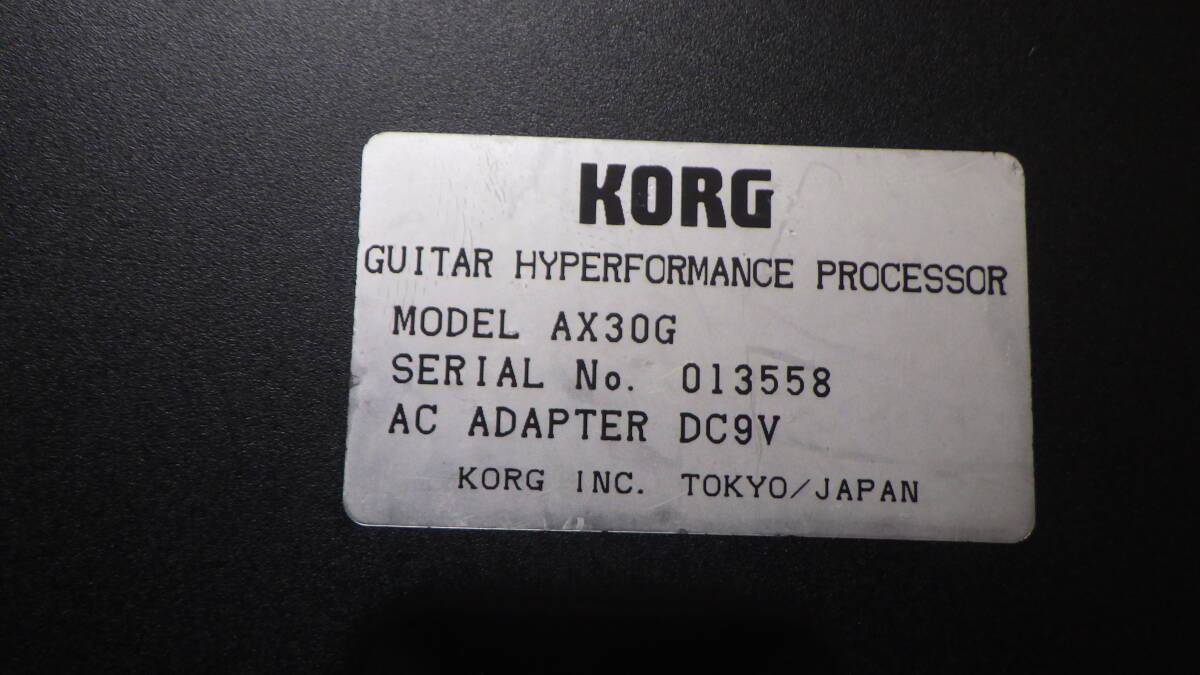 KORG
GUITAR HYPERFORMANCE PROCESSOR
MODEL AX30G
SERIAL No. 013558
AC ADAPTER DC9V
KORG INC. TOKYO/JAPAN